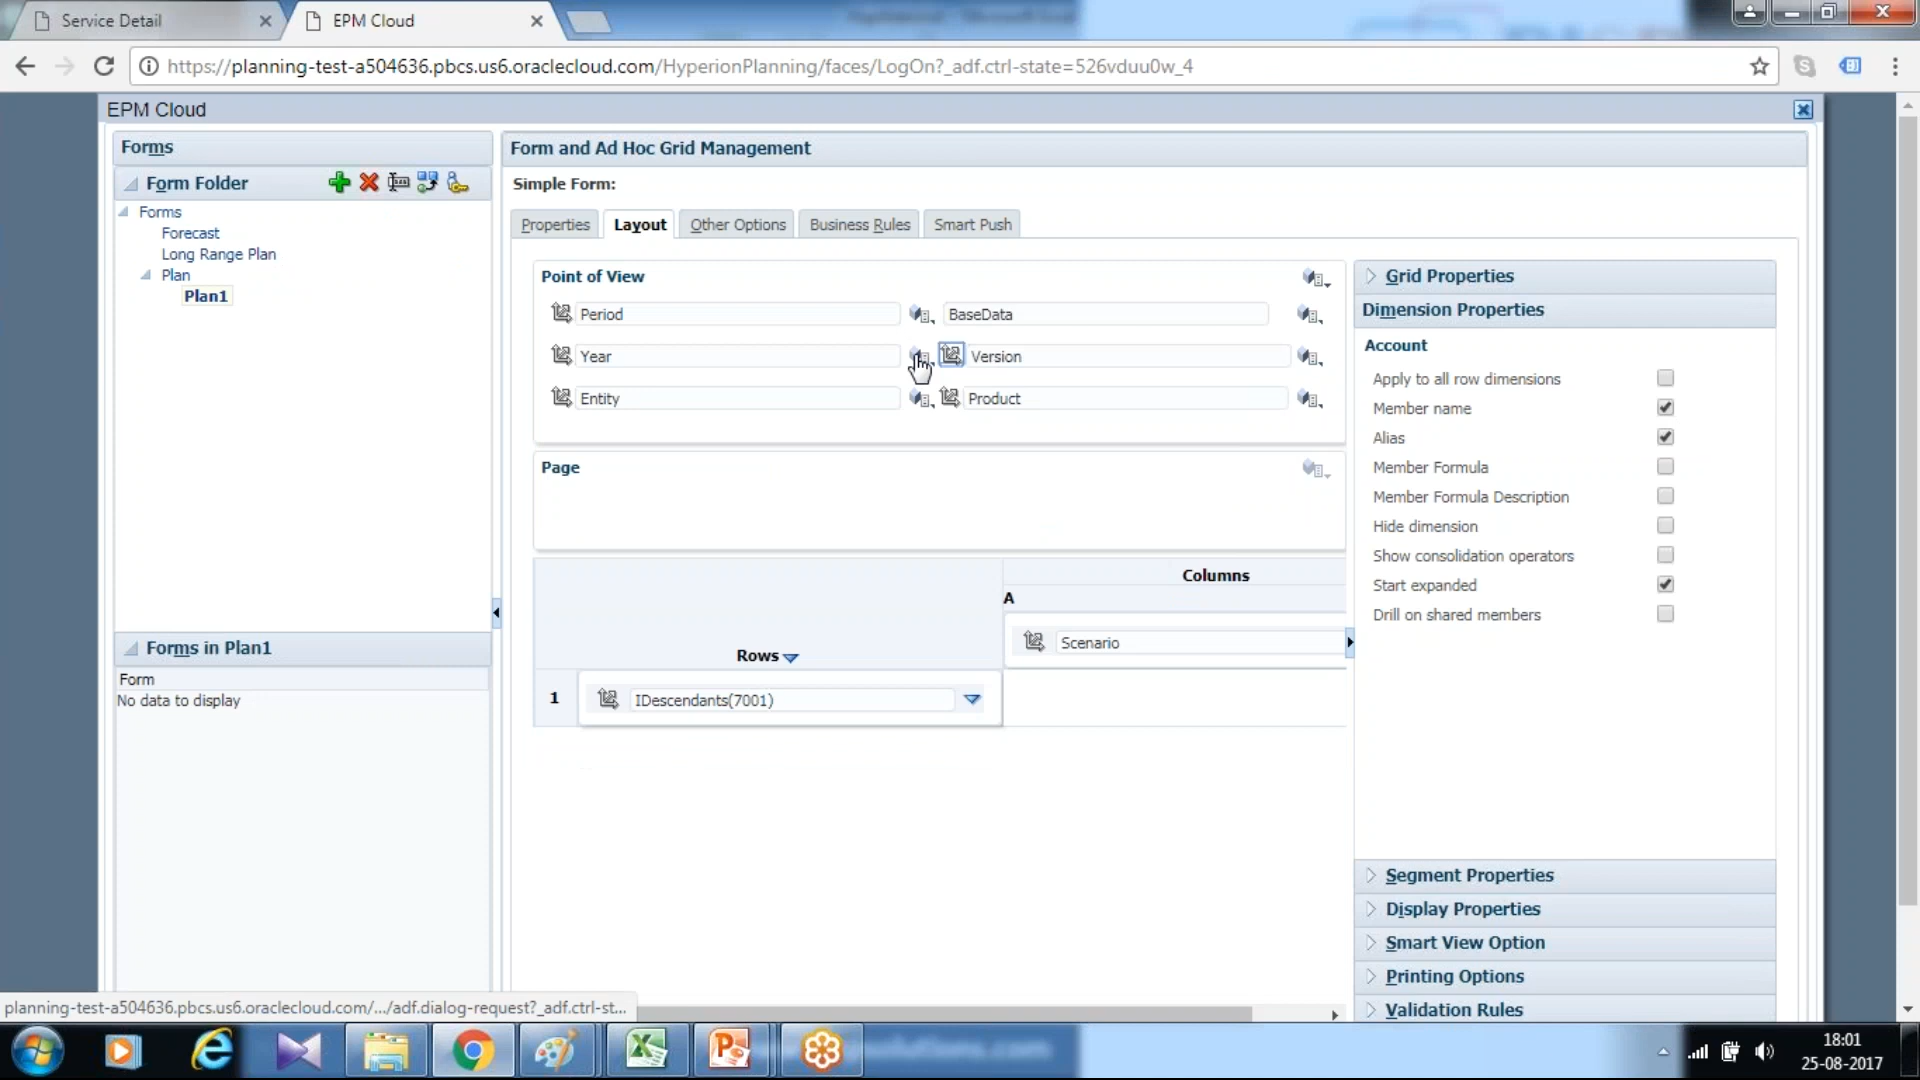 Service Detail
EPM Cloud
https://planning-test-a504636.pbcs.us6.oraclecloud.com/HyperionPlanning/faces/LogOn?_adf.ctrl-state=526vduu0w_4
EPM Cloud
Forms
Form Folder
Forms
Forecast
Long Range Plan
Plan
Plan1
Forms in Plan1
Form
No data to display
Form and Ad Hoc Grid Management
Simple Form:
Properties
Layout
Other Options
Business Rules
Smart Push
Point of View
Period
BaseData
Year
Version
Entity
Product
Page
Columns
A
Scenario
Rows
1
IDescendants(7001)
Grid Properties
Dimension Properties
Account
Apply to all row dimensions
Member name
Alias
Member Formula
Member Formula Description
Hide dimension
Show consolidation operators
Start expanded
Drill on shared members
Segment Properties
Display Properties
Smart View Option
Printing Options
Validation Rules
planning-test-a504636.pbcs.us6.oraclecloud.com/.../adf.dialog-request?_adf.ctrl-st...
18:01
25-08-2017